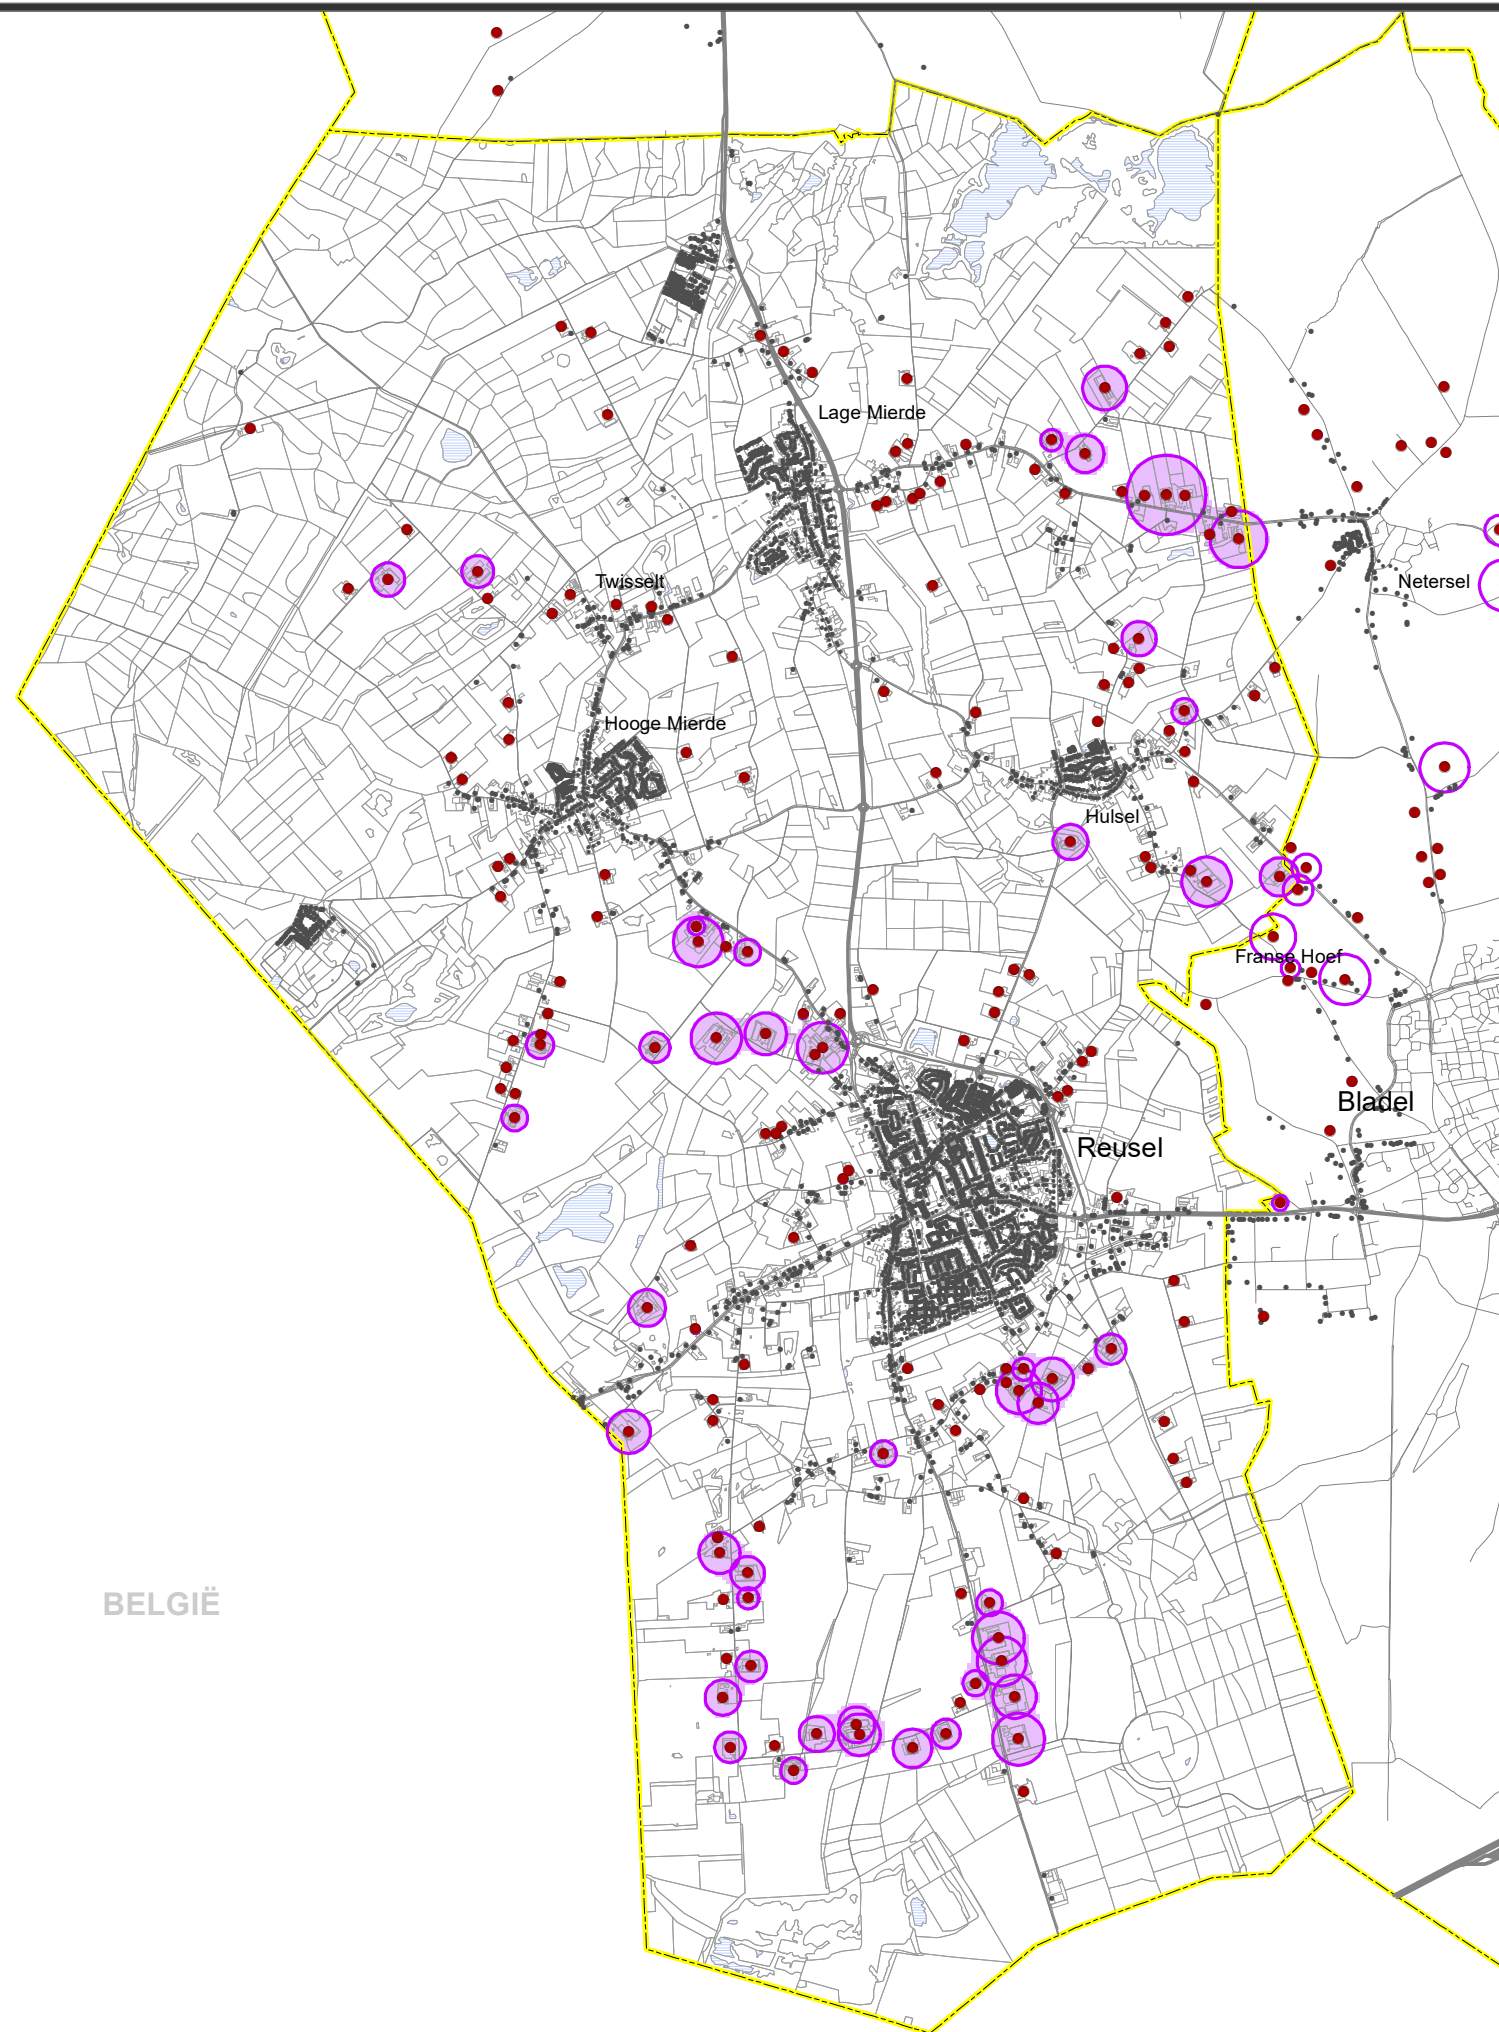 Lage Mierde
Twisselt
Netersel
Hooge Mierde
Hulsel
Franse Hoef
Bladel
Reusel
BELGIË